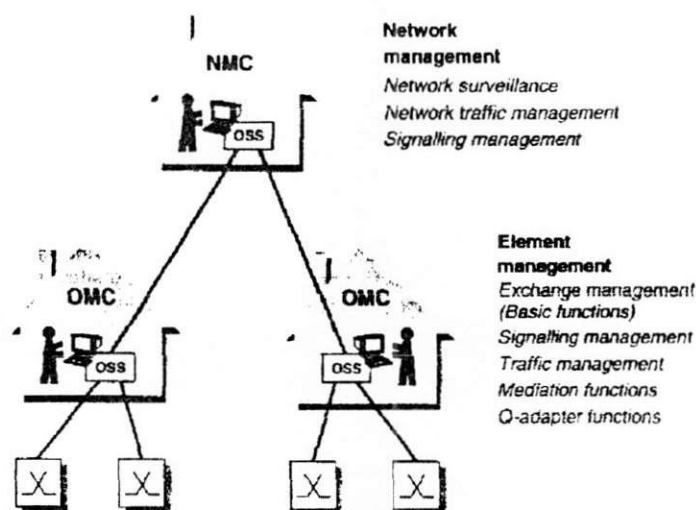 NMC
OSS
Network
management
Network surveillance
Network traffic management
Signalling management
OMC
OSS
OMC
OSS
Element
management
Exchange management
(Basic functions)
Signalling management
Traffic management
Mediation functions
Q-adapter functions